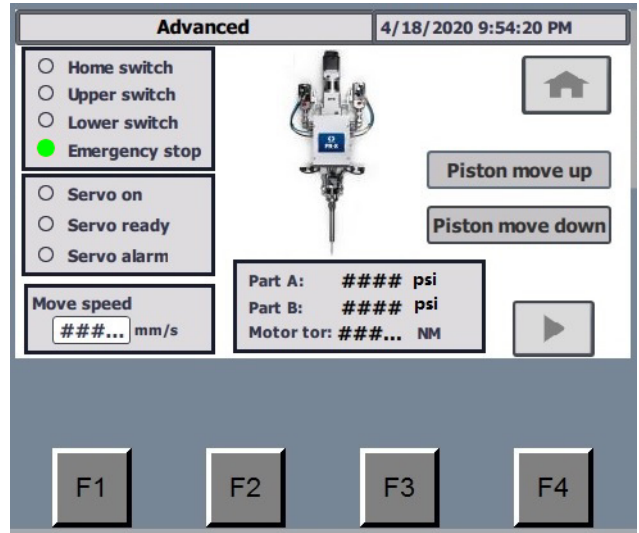 Advanced
4/18/2020 9:54:20 PM
Home switch
Upper switch
Lower switch
Emergency stop
Servo on
Servo ready
Servo alarm
Move speed
###... mm/s
Piston move up
Piston move down
Part A: #### psi
Part B: #### psi
Motor tor: ###... NM
F1
F2
F3
F4